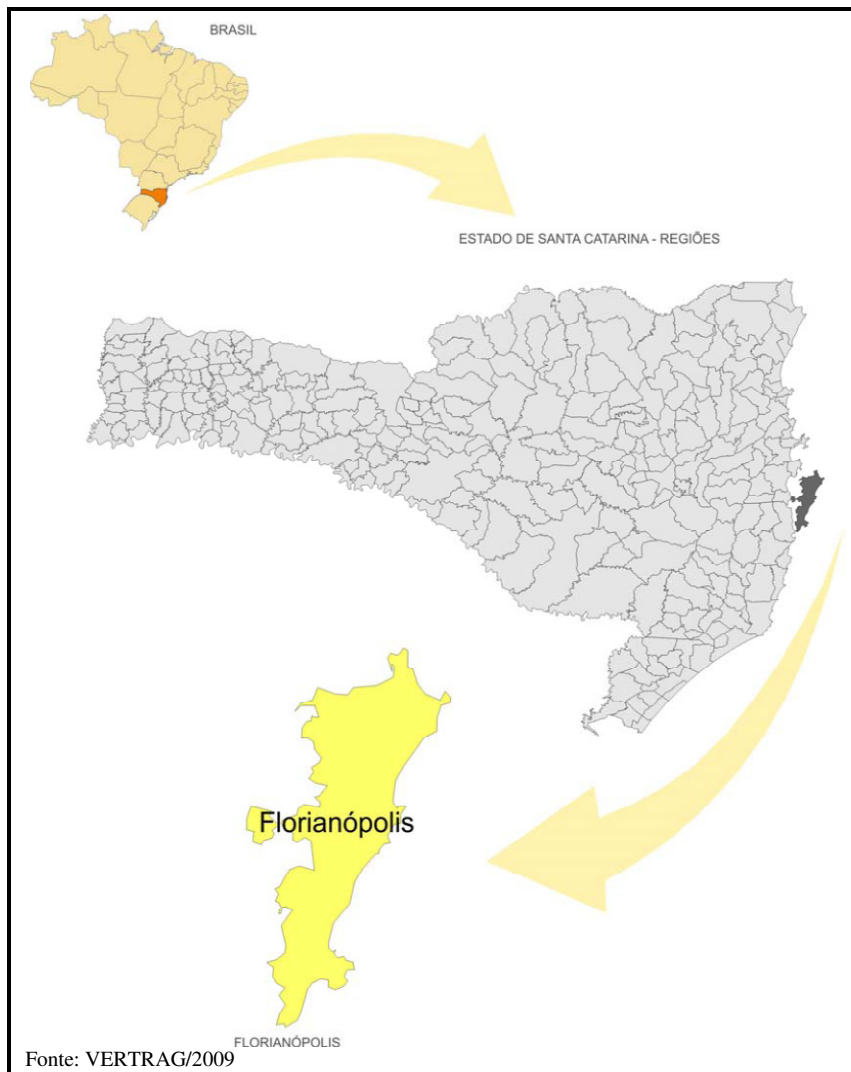 BRASIL
ESTADO DE SANTA CATARINA - REGIÕES
Florianópolis
FLORIANÓPOLIS
Fonte: VERTRAG/2009